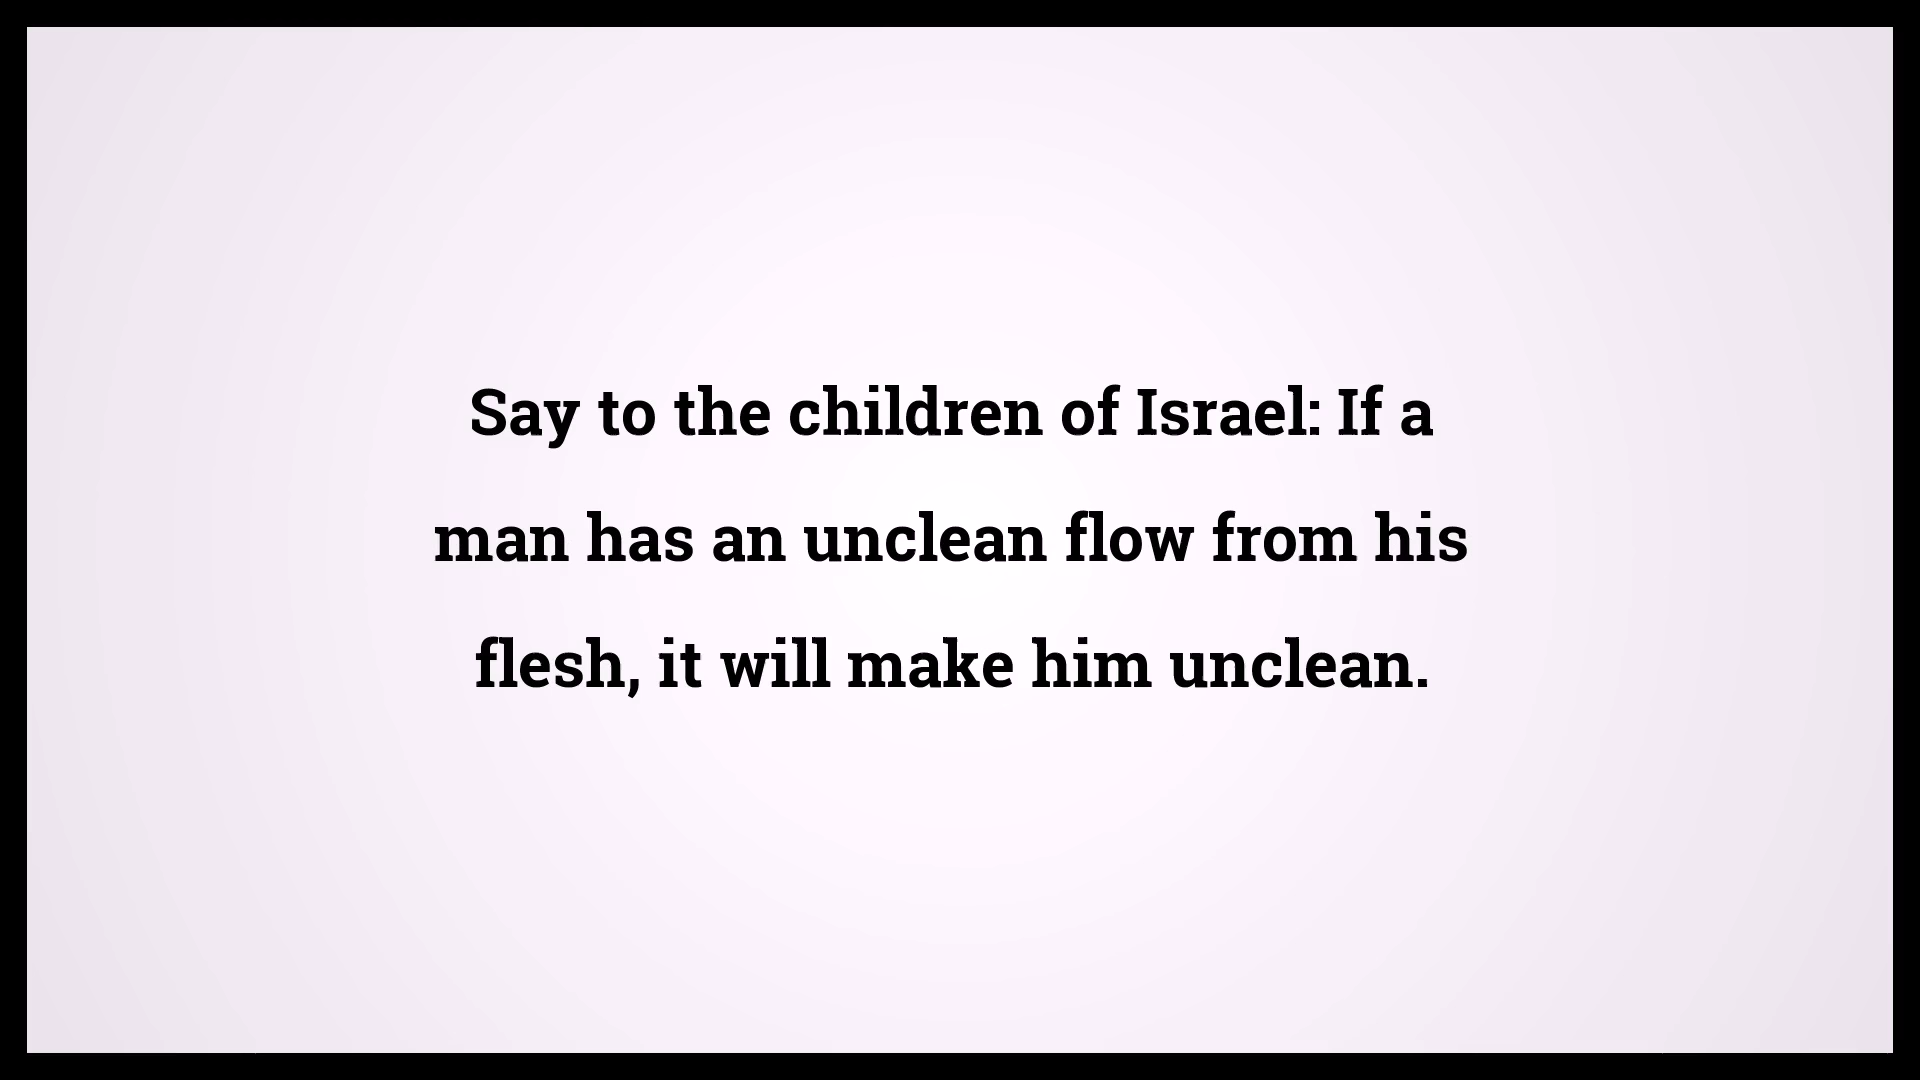 Say to the children of Israel: If a
man has an unclean flow from his
flesh, it will make him unclean.